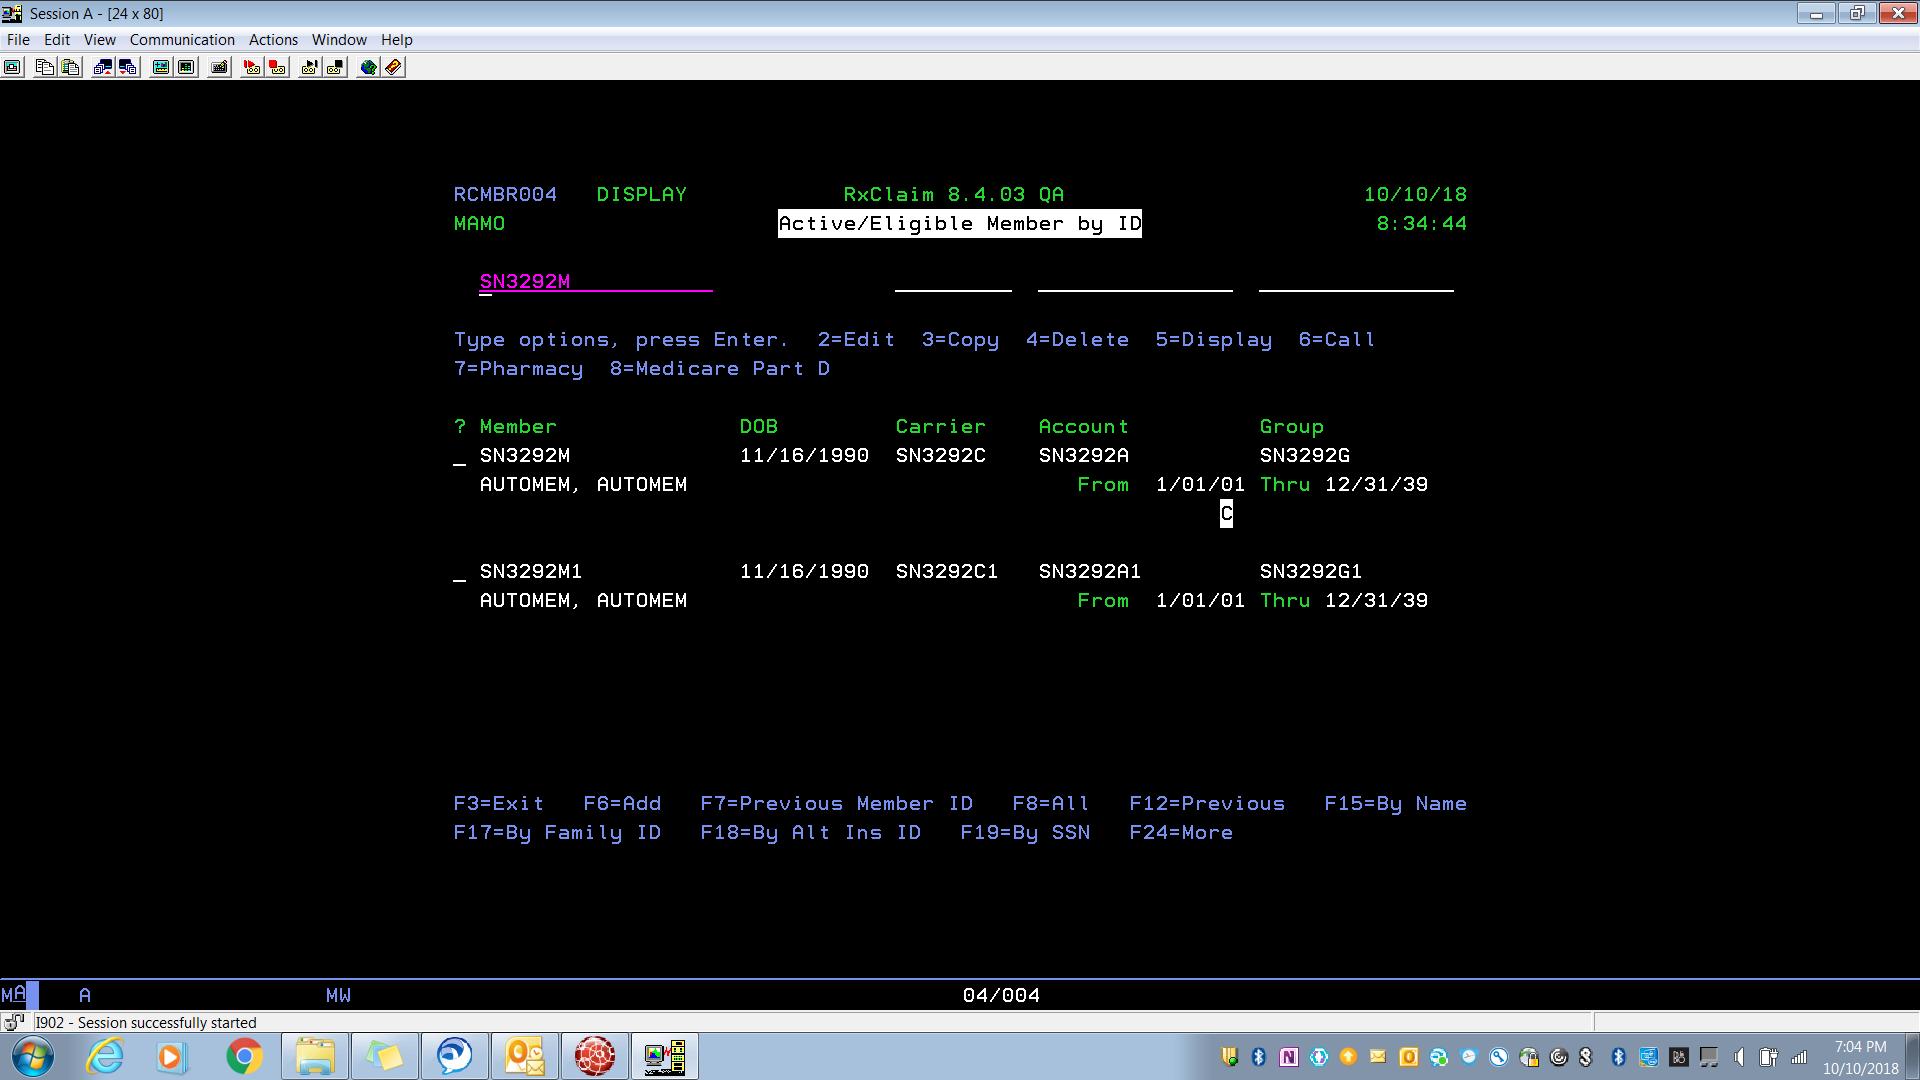 Session A - [24 x 80]
File Edit View Communication Actions Window Help
RCMBR004 DISPLAY RxClaim 8.4.03 QA 10/10/18
MAMO Active/Eligible Member by ID 8:34:44
SN3292M
Type options, press Enter. 2=Edit 3=Copy 4=Delete 5=Display 6=Call
7=Pharmacy 8=Medicare Part D
? Member DOB Carrier Account Group
_ SN3292M 11/16/1990 SN3292C SN3292A SN3292G
AUTOMEM, AUTOMEM From 1/01/01 Thru 12/31/39
C
_ SN3292M1 11/16/1990 SN3292C1 SN3292A1 SN3292G1
AUTOMEM, AUTOMEM From 1/01/01 Thru 12/31/39
F3=Exit F6=Add F7=Previous Member ID F8=All F12=Previous F15=By Name
F17=By Family ID F18=By Alt Ins ID F19=By SSN F24=More
MA A MW 04/004
I902 - Session successfully started
7:04 PM
10/10/2018